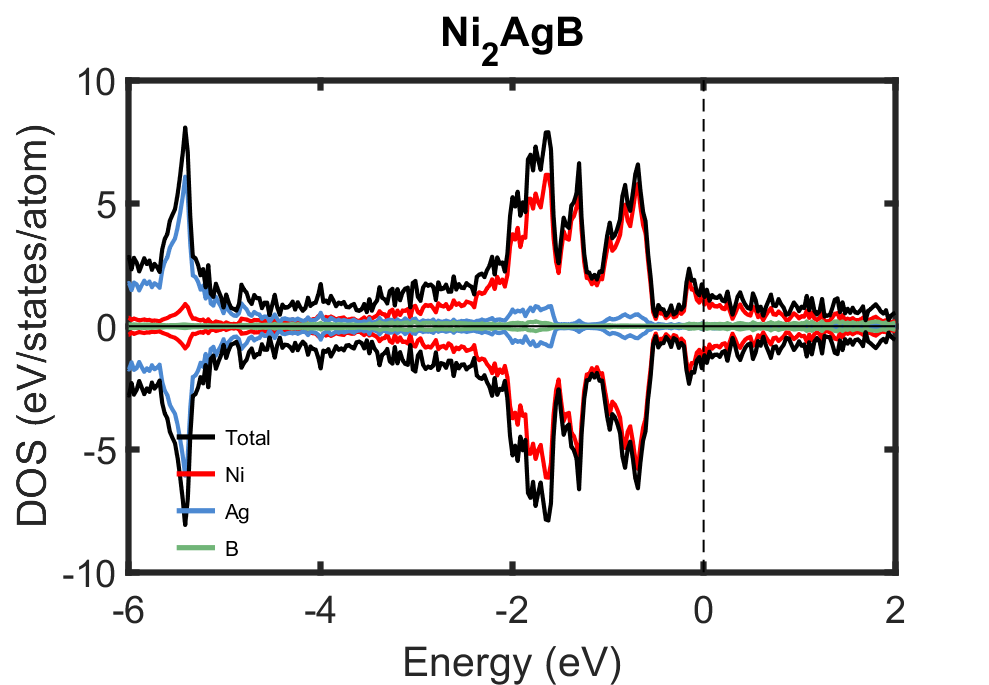 Ni2AgB
10
5
0
-5
-10
DOS (eV/states/atom)
Total
Ni
Ag
B
-6 -4 -2 0 2
Energy (eV)